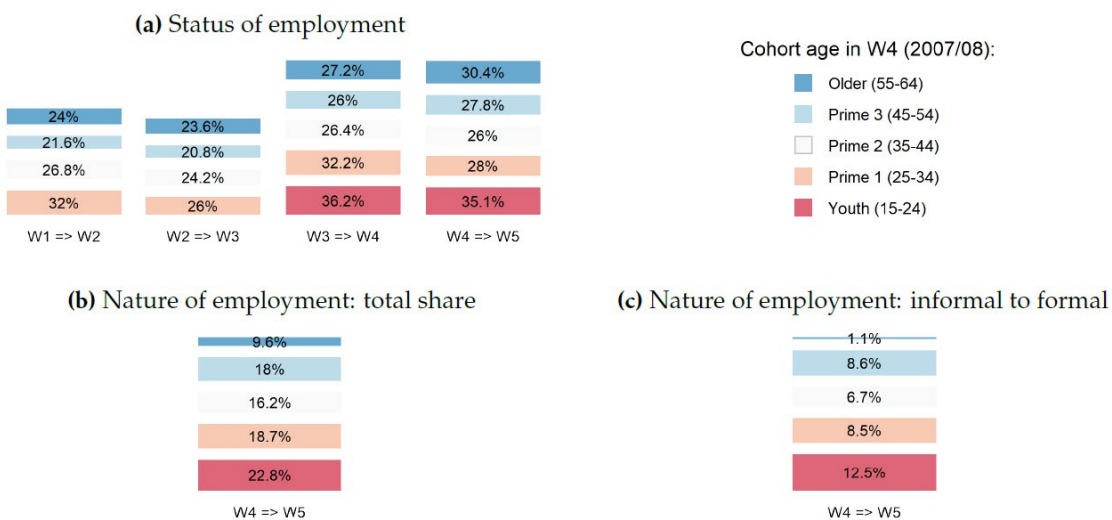 (a) Status of employment
24%
21.6%
26.8%
32%
W1 => W2
23.6%
20.8%
24.2%
26%
W2 => W3
27.2%
26%
26.4%
32.2%
36.2%
W3 => W4
30.4%
27.8%
26%
28%
35.1%
W4 => W5
Cohort age in W4 (2007/08):
Older (55-64)
Prime 3 (45-54)
Prime 2 (35-44)
Prime 1 (25-34)
Youth (15-24)
(b) Nature of employment: total share
9.6%
18%
16.2%
18.7%
22.8%
W4 => W5
(c) Nature of employment: informal to formal
1.1%
8.6%
6.7%
8.5%
12.5%
W4 => W5